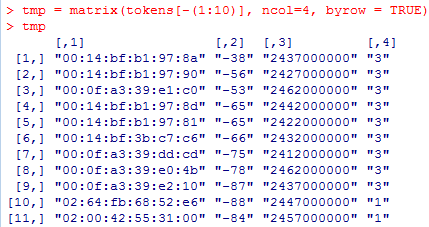 > tmp = matrix(tokens[-(1:10)], ncol=4, byrow = TRUE)
> tmp
[,1] [,2] [,3] [,4]
[1,] "00:14:bf:b1:97:8a" "-38" "2437000000" "3"
[2,] "00:14:bf:b1:97:90" "-56" "2427000000" "3"
[3,] "00:0f:a3:39:e1:c0" "-53" "2462000000" "3"
[4,] "00:14:bf:b1:97:8d" "-65" "2442000000" "3"
[5,] "00:14:bf:b1:97:81" "-65" "2422000000" "3"
[6,] "00:14:bf:3b:c7:c6" "-66" "2432000000" "3"
[7,] "00:0f:a3:39:dd:cd" "-75" "2412000000" "3"
[8,] "00:0f:a3:39:e0:4b" "-78" "2462000000" "3"
[9,] "00:0f:a3:39:e2:10" "-87" "2437000000" "3"
[10,] "02:64:fb:68:52:e6" "-88" "2447000000" "1"
[11,] "02:00:42:55:31:00" "-84" "2457000000" "1"